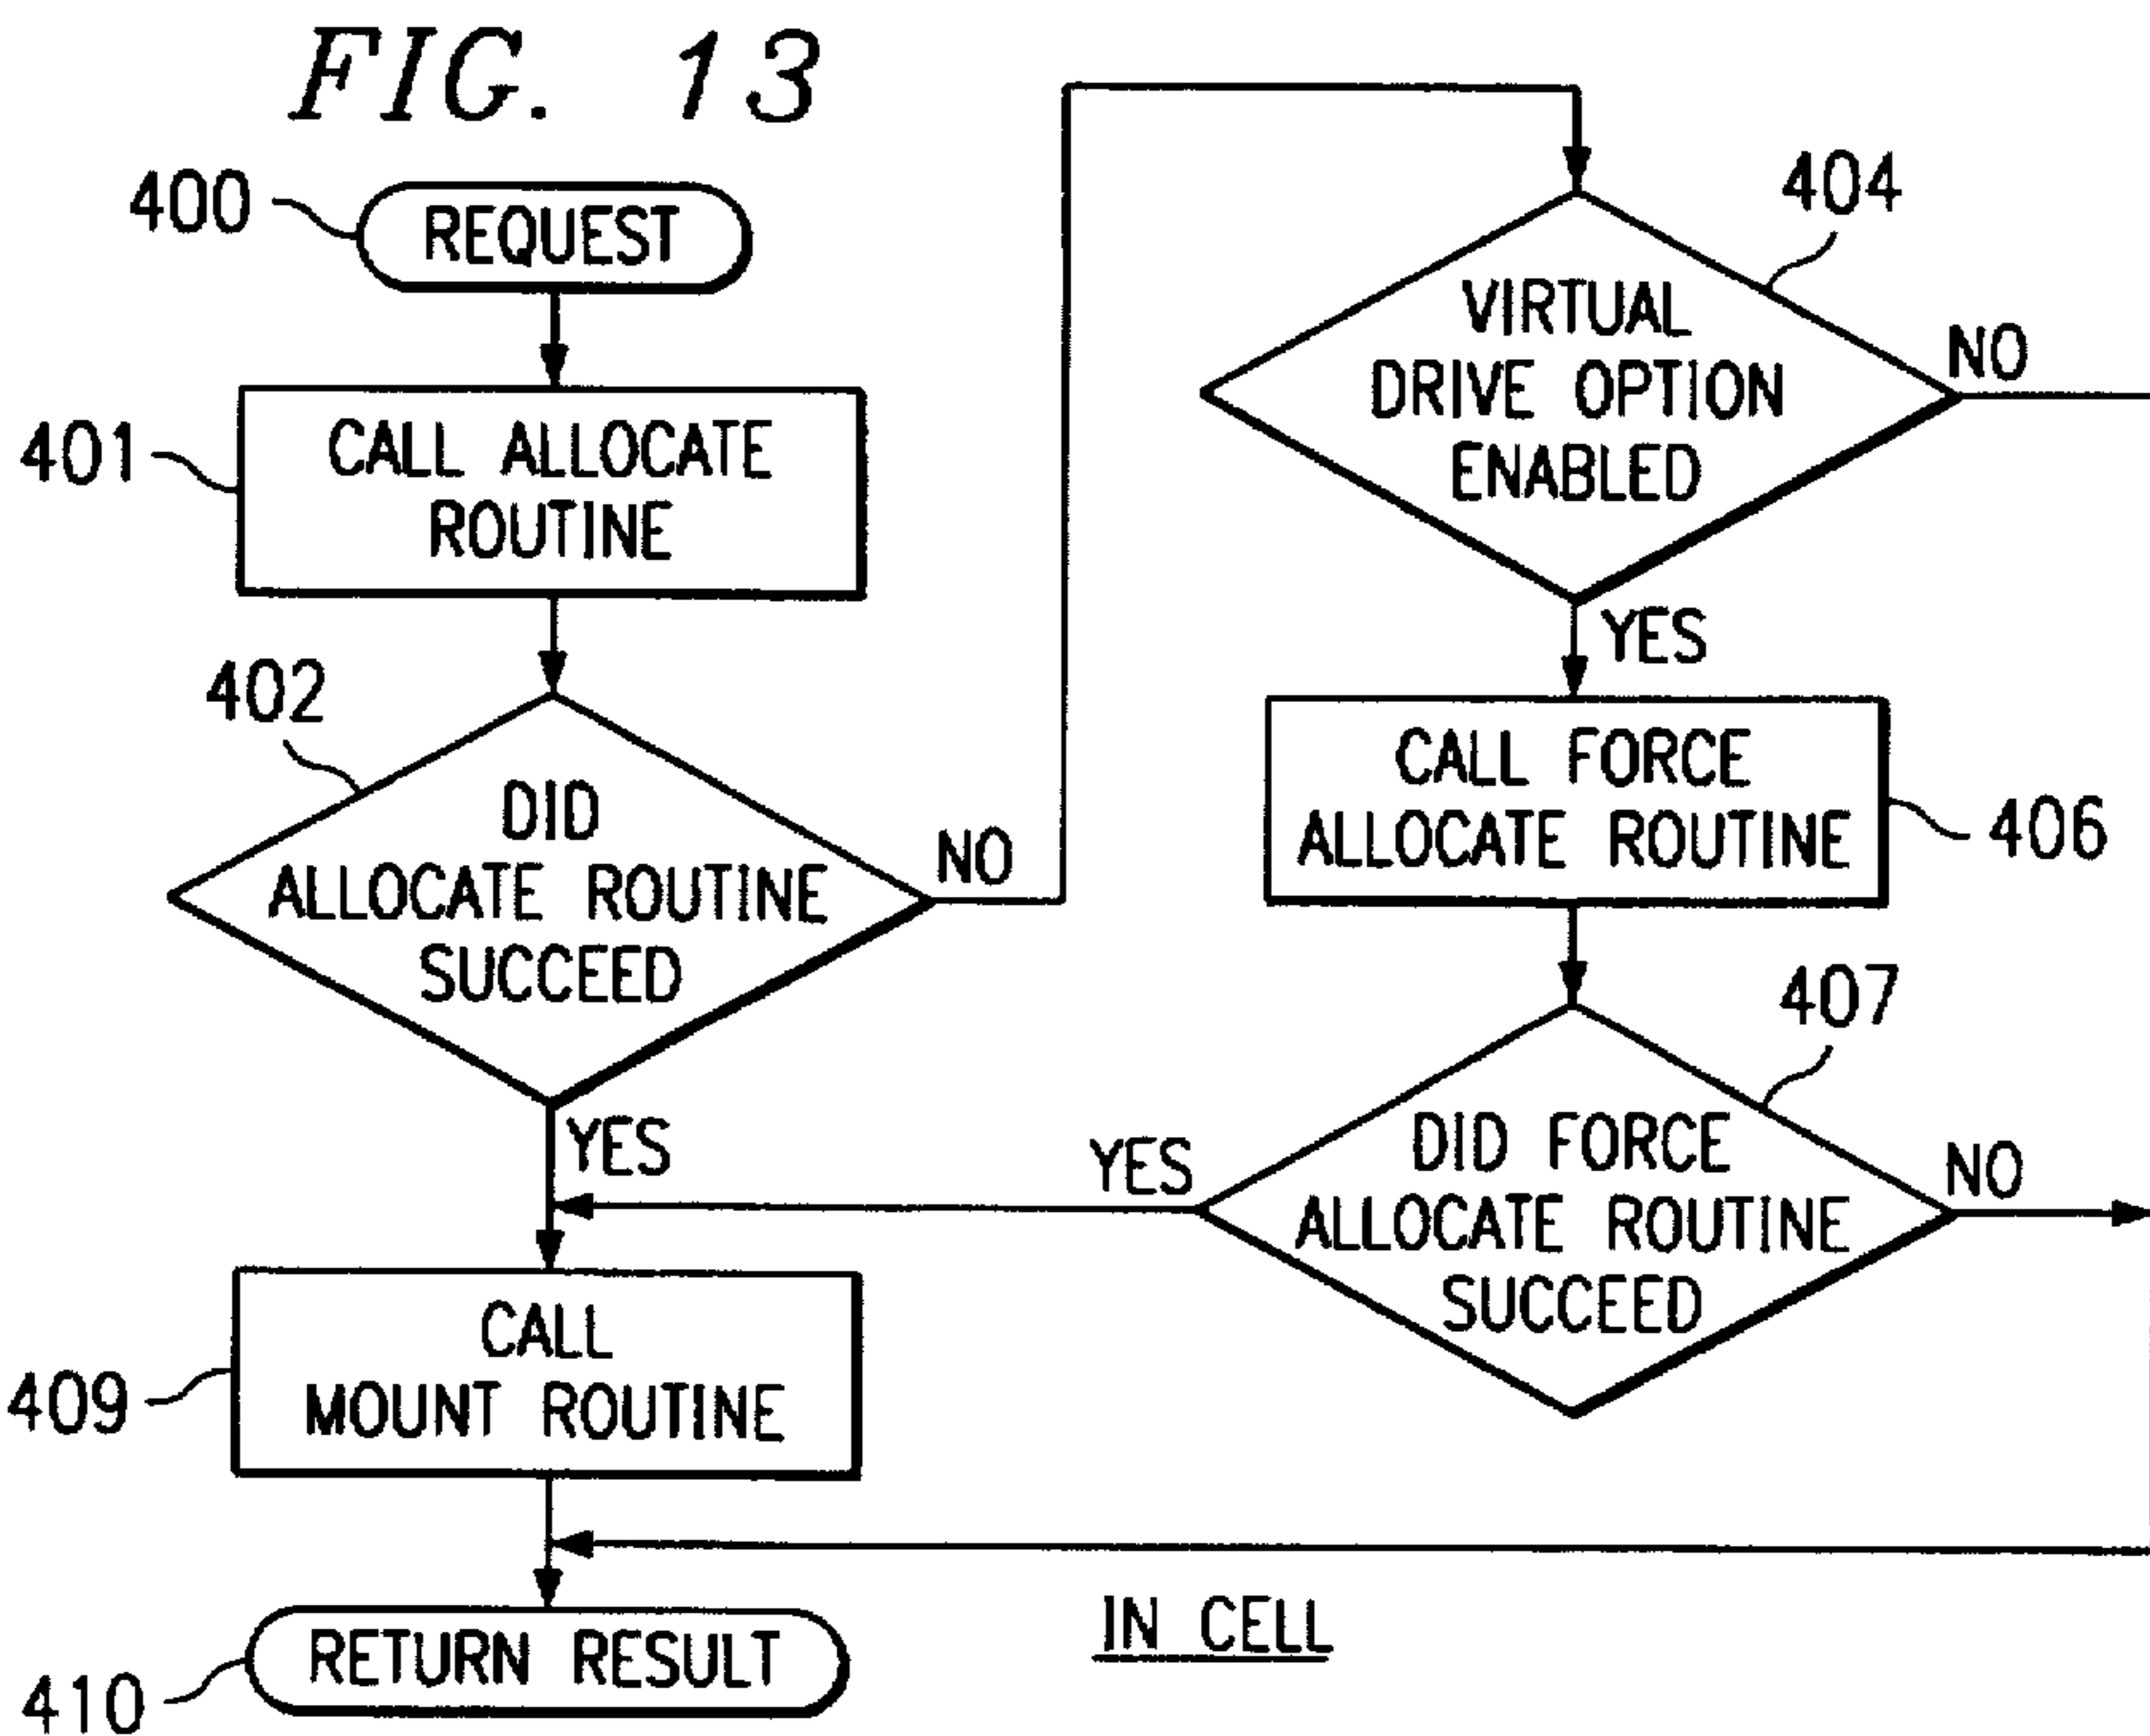 FIG. 13
400
REQUEST
401
CALL ALLOCATE
ROUTINE
402
DID
ALLOCATE ROUTINE
SUCCEED
NO
YES
404
VIRTUAL
DRIVE OPTION
ENABLED
NO
YES
CALL FORCE
ALLOCATE ROUTINE
406
407
DID FORCE
ALLOCATE ROUTINE
SUCCEED
YES
NO
409
CALL
MOUNT ROUTINE
410
RETURN RESULT
IN CELL